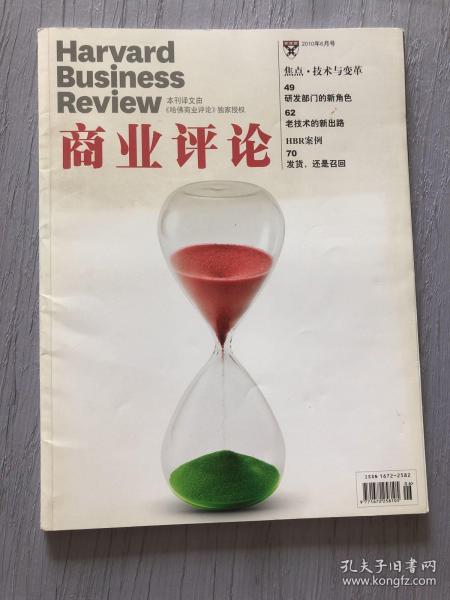 Harvard
Business
Review
本刊译文由
《哈佛商业评论》独家授权
商业评论
2010年6月号
焦点·技术与变革
49
研发部门的新角色
62
老技术的新出路
HBR案例
70
发货，还是召回
ISSN 1672-2582
孔夫子旧书网
www.kongfz.com